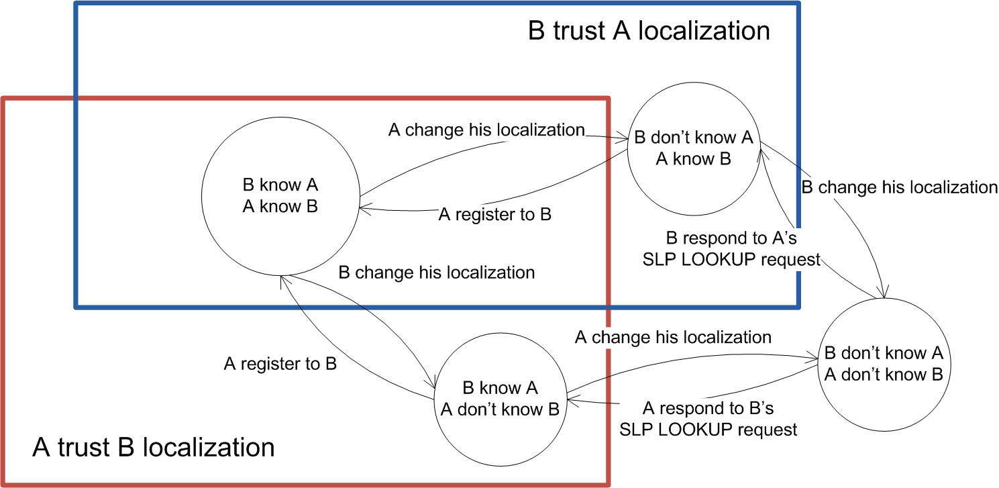 B trust A localization
A change his localization
B don’t know A
A know B
B know A
A know B
B change his localization
A register to B
B respond to A’s
SLP LOOKUP request
B change his localization
A change his localization
B don’t know A
A don’t know B
A register to B
B know A
A don’t know B
A respond to B’s
SLP LOOKUP request
A trust B localization